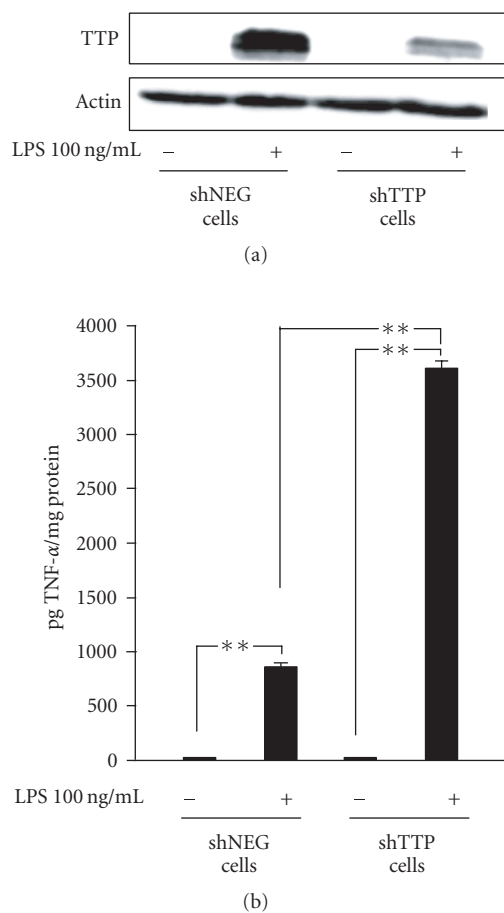 TTP
Actin
LPS 100 ng/mL − + − +
shNEG cells shTTP cells
(a)
4000
3500
3000
2500
2000
1500
1000
500
0
pg TNF-α/mg protein
**
**
**
LPS 100 ng/mL − + − +
shNEG cells shTTP cells
(b)